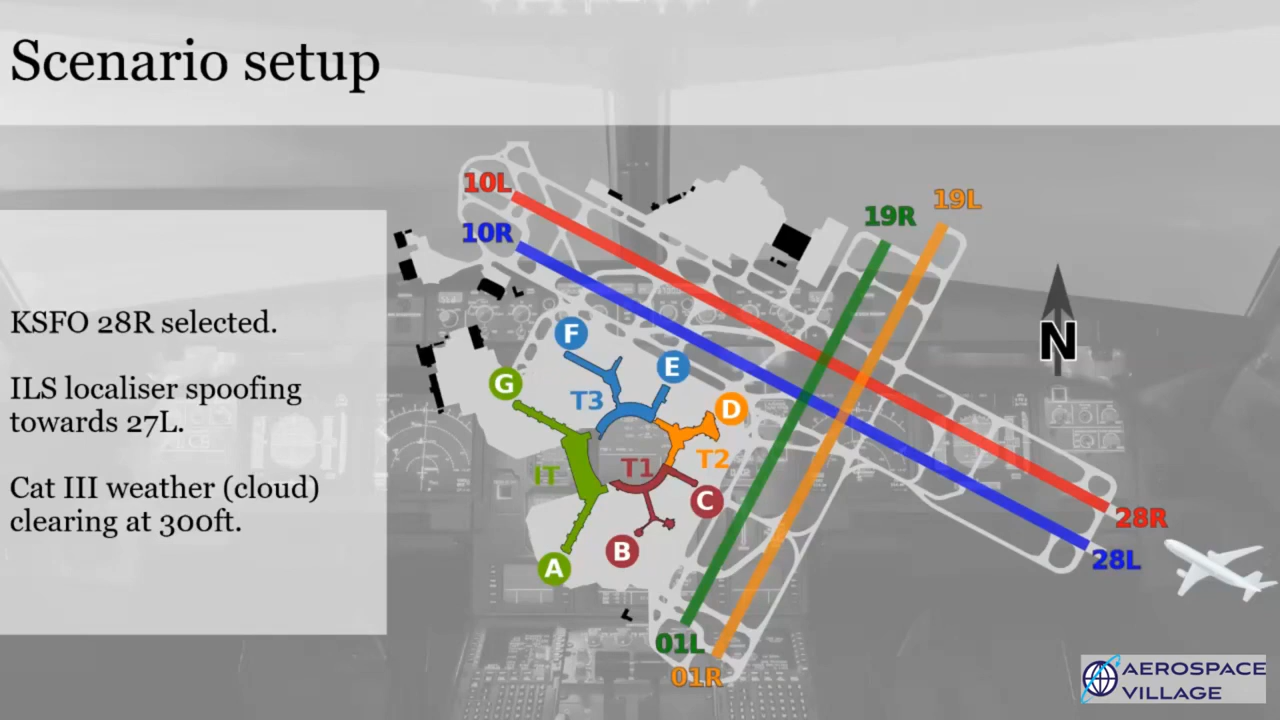 Scenario setup
10L
19L
19R
10R
KSFO 28R selected.
N
F
E
G
ILS localiser spoofing
T3
D
towards 27L.
T2
T1
IT
Cat III weather (cloud)
C
clearing at 300ft.
28R
B
28L
A
01L
01R
AEROSPACE
VILLAGE